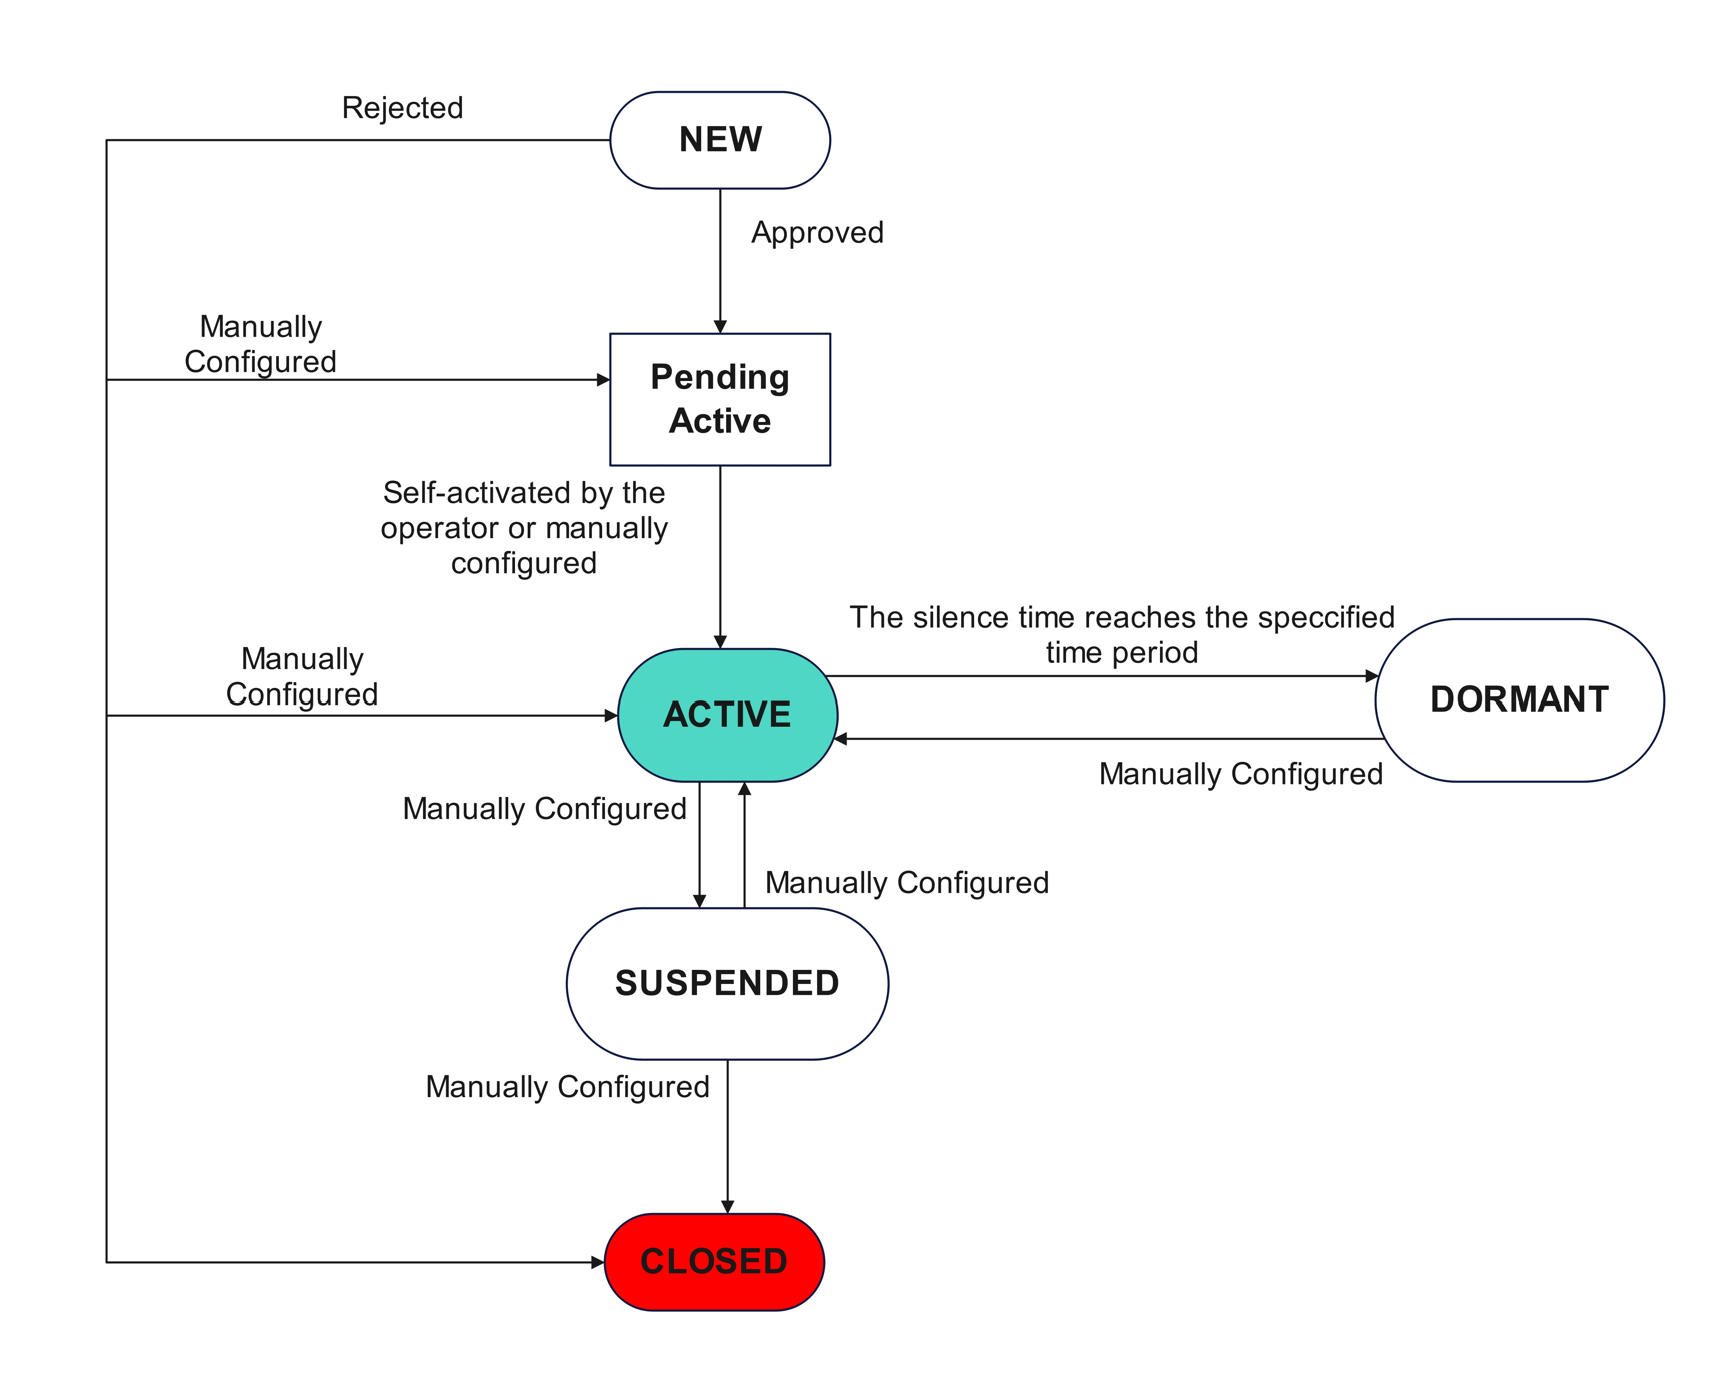 Rejected
NEW
Approved
Manually
Configured
Pending
Active
Self-activated by the
operator or manually
configured
The silence time reaches the speccified
time period
Manually
Configured
ACTIVE
DORMANT
Manually Configured
Manually Configured
Manually Configured
SUSPENDED
Manually Configured
CLOSED